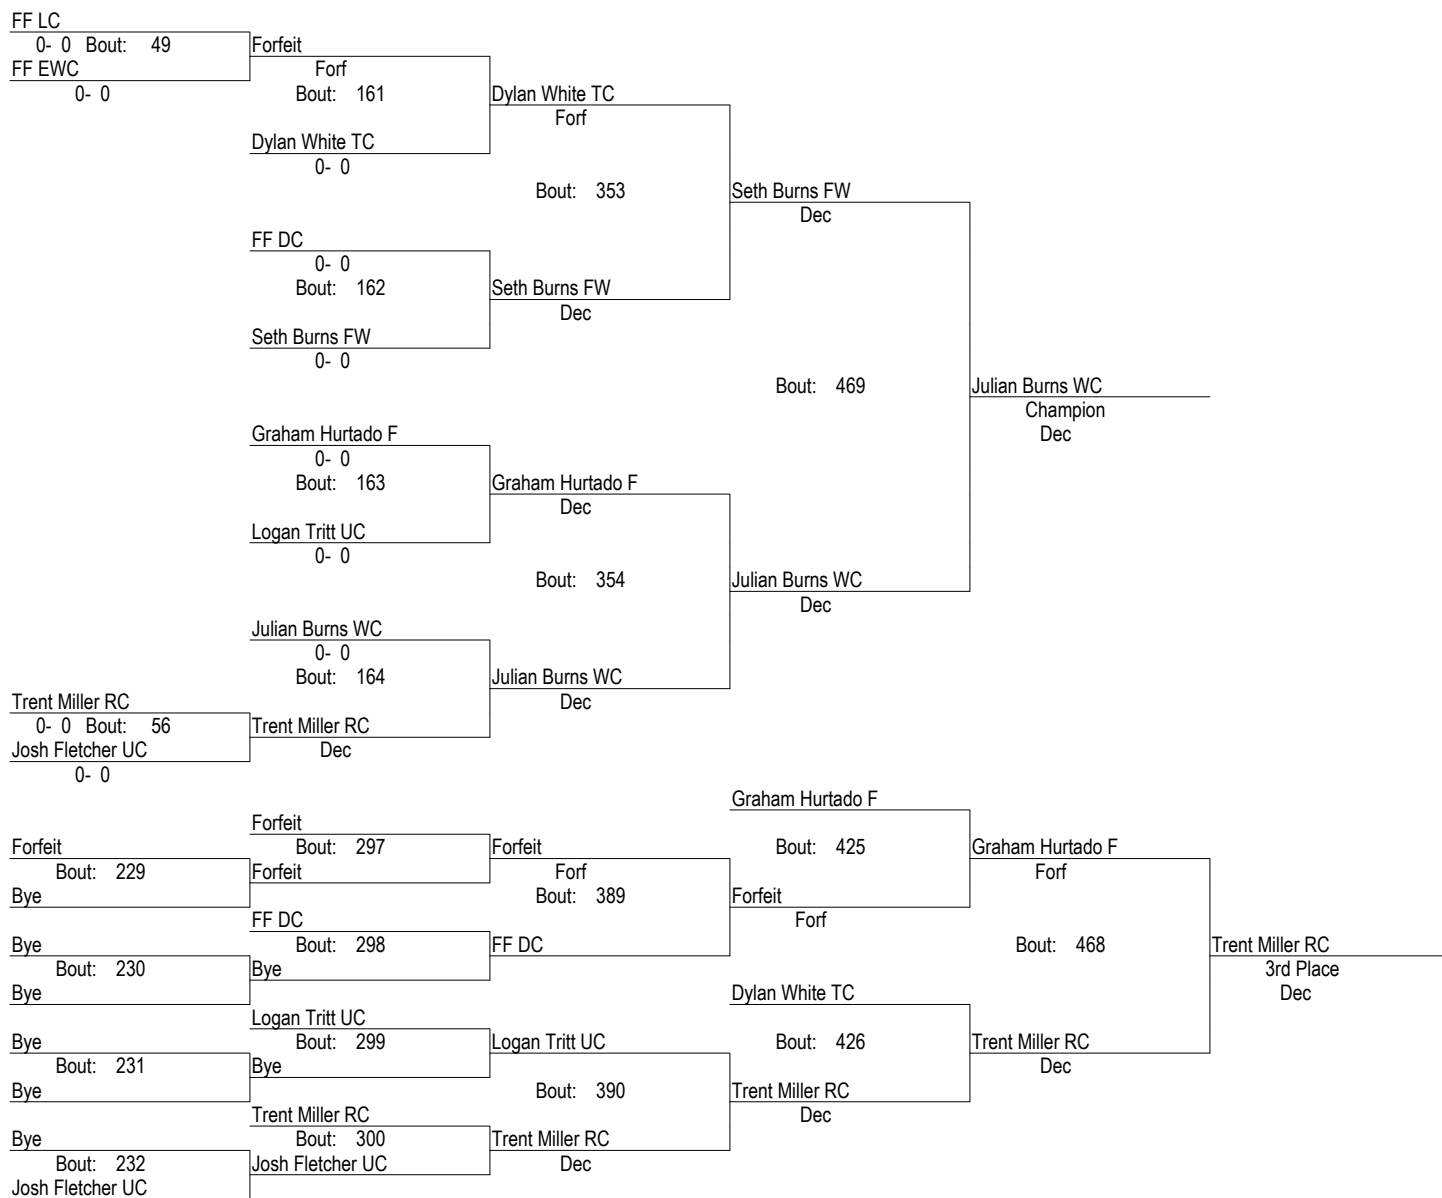 FF LC
0- 0 Bout: 49 Forfeit
FF EWC Forf
0- 0 Bout: 161 Dylan White TC
Forf
Dylan White TC
0- 0
Bout: 353 Seth Burns FW
Dec
FF DC
0- 0
Bout: 162 Seth Burns FW
Dec
Seth Burns FW
0- 0
Bout: 469 Julian Burns WC
Champion
Dec
Graham Hurtado F
0- 0
Bout: 163 Graham Hurtado F
Dec
Logan Tritt UC
0- 0
Bout: 354 Julian Burns WC
Dec
Julian Burns WC
0- 0
Bout: 164 Julian Burns WC
Trent Miller RC Dec
0- 0 Bout: 56 Trent Miller RC
Josh Fletcher UC Dec
0- 0
Graham Hurtado F
Forfeit
Forfeit Bout: 297 Forfeit Bout: 425 Graham Hurtado F
Bout: 229 Forfeit Forf Forf
Bye Bout: 389 Forfeit
FF DC Forf
Bye Bout: 298 FF DC Bout: 468 Trent Miller RC
Bout: 230 Bye 3rd Place
Bye Dylan White TC Dec
Logan Tritt UC
Bye Bout: 299 Logan Tritt UC Bout: 426 Trent Miller RC
Bout: 231 Bye Dec
Bye Bout: 390 Trent Miller RC
Trent Miller RC Dec
Bye Bout: 300 Trent Miller RC
Bout: 232 Josh Fletcher UC Dec
Josh Fletcher UC